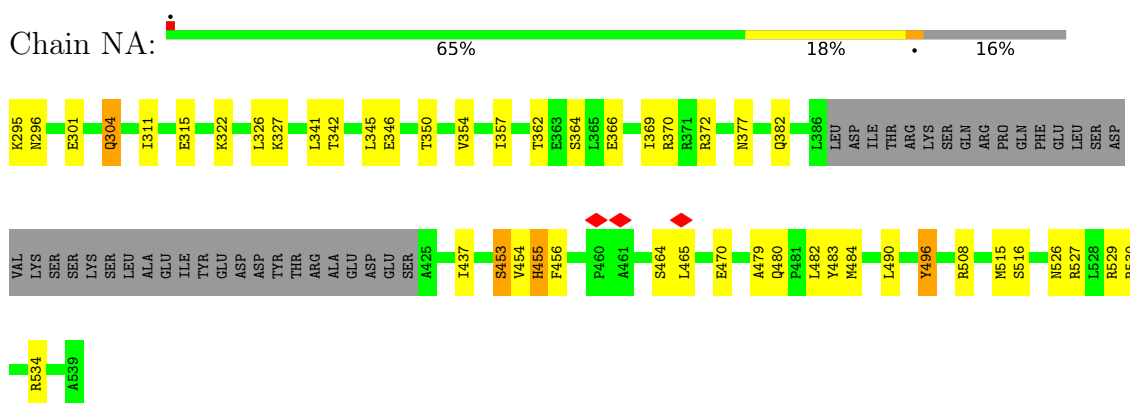 Chain NA:
65% 18% • 16%
K295 N296 E301 Q304 I311 E315 K322 L326 K327 L341 T342 L345 E346 T350 V354 I357 T362 E363 S364 L365 E366 I369 R370 R371 R372 N377 Q382 L386 LEU ASP ILE THR ARG LYS SER GLN ARG PRO GLN PHE GLU LEU SER ASP
VAL LYS SER SER LYS SER LEU ALA GLU ILE TYR GLU ASP ASP TYR THR ARG ALA GLU ASP GLU SER A425 I437 S453 V454 H455 F456 P460 A461 S464 L465 E470 A479 Q480 P481 L482 Y483 M484 L490 Y496 R508 M515 S516 N526 R527 L528 R529
R534 A539